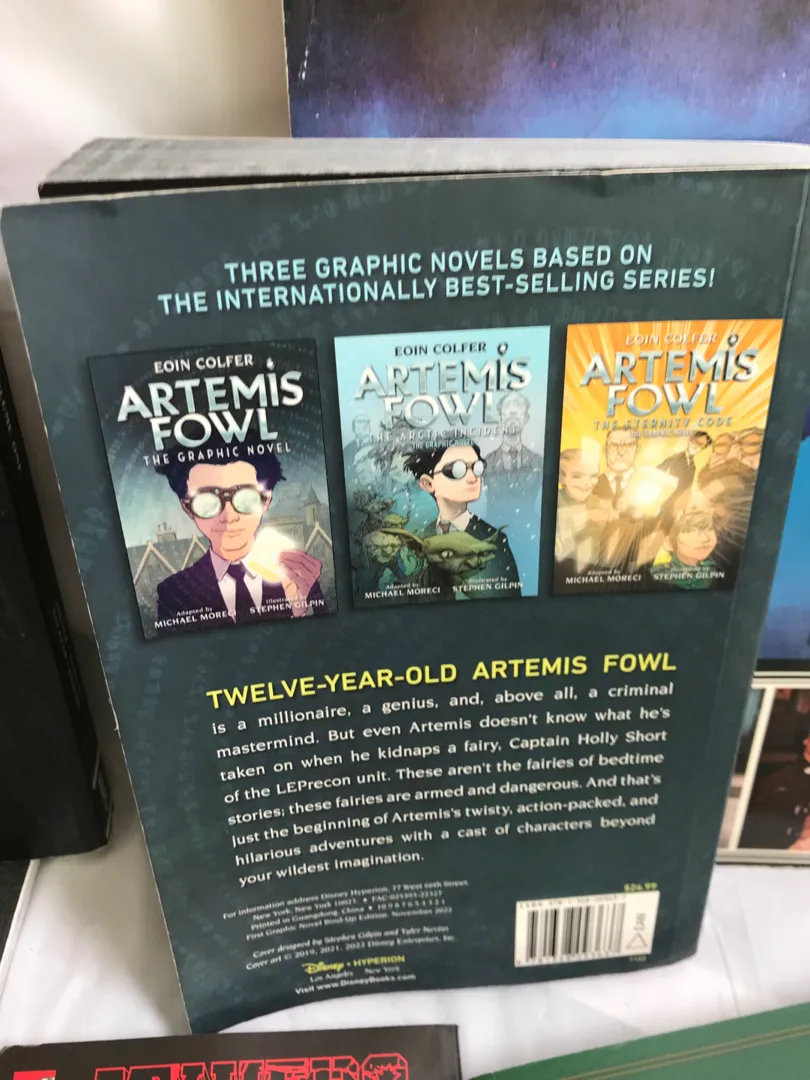 THREE GRAPHIC NOVELS BASED ON
THE INTERNATIONALLY BEST-SELLING SERIES!
EOIN COLFER
ARTEMiS
FOWL
THE GRAPHIC NOVEL
Adapted by
MICHAEL MORECI
Illustrated by
STEPHEN GILPIN
EOIN COLFER
ARTEMiS
FOWL
THE ARCTIC INCIDENT
THE GRAPHIC NOVEL
Adapted by
MICHAEL MORECI
Illustrated by
STEPHEN GILPIN
EOIN COLFER
ARTEMiS
FOWL
THE ETERNITY CODE
THE GRAPHIC NOVEL
Adapted by
MICHAEL MORECI
Illustrated by
STEPHEN GILPIN
TWELVE-YEAR-OLD ARTEMIS FOWL
is a millionaire, a genius, and, above all, a criminal
mastermind. But even Artemis doesn't know what he's
taken on when he kidnaps a fairy, Captain Holly Short
of the LEPrecon unit. These aren't the fairies of bedtime
stories; these fairies are armed and dangerous. And that's
just the beginning of Artemis's twisty, action-packed, and
hilarious adventures with a cast of characters beyond
your wildest imagination.
For information address Disney Hyperion, 77 West 66th Street,
New York, New York 10023
Printed in Guangdong, China
First Graphic Novel Bind-Up Edition, November 2022
Cover designed by Stephen Gilpin and Tyler Nevins
Cover art © 2019, 2021, 2022 Disney Enterprises, Inc.
Disney • HYPERION
Los Angeles New York
Visit www.DisneyBooks.com
$26.99
EAN